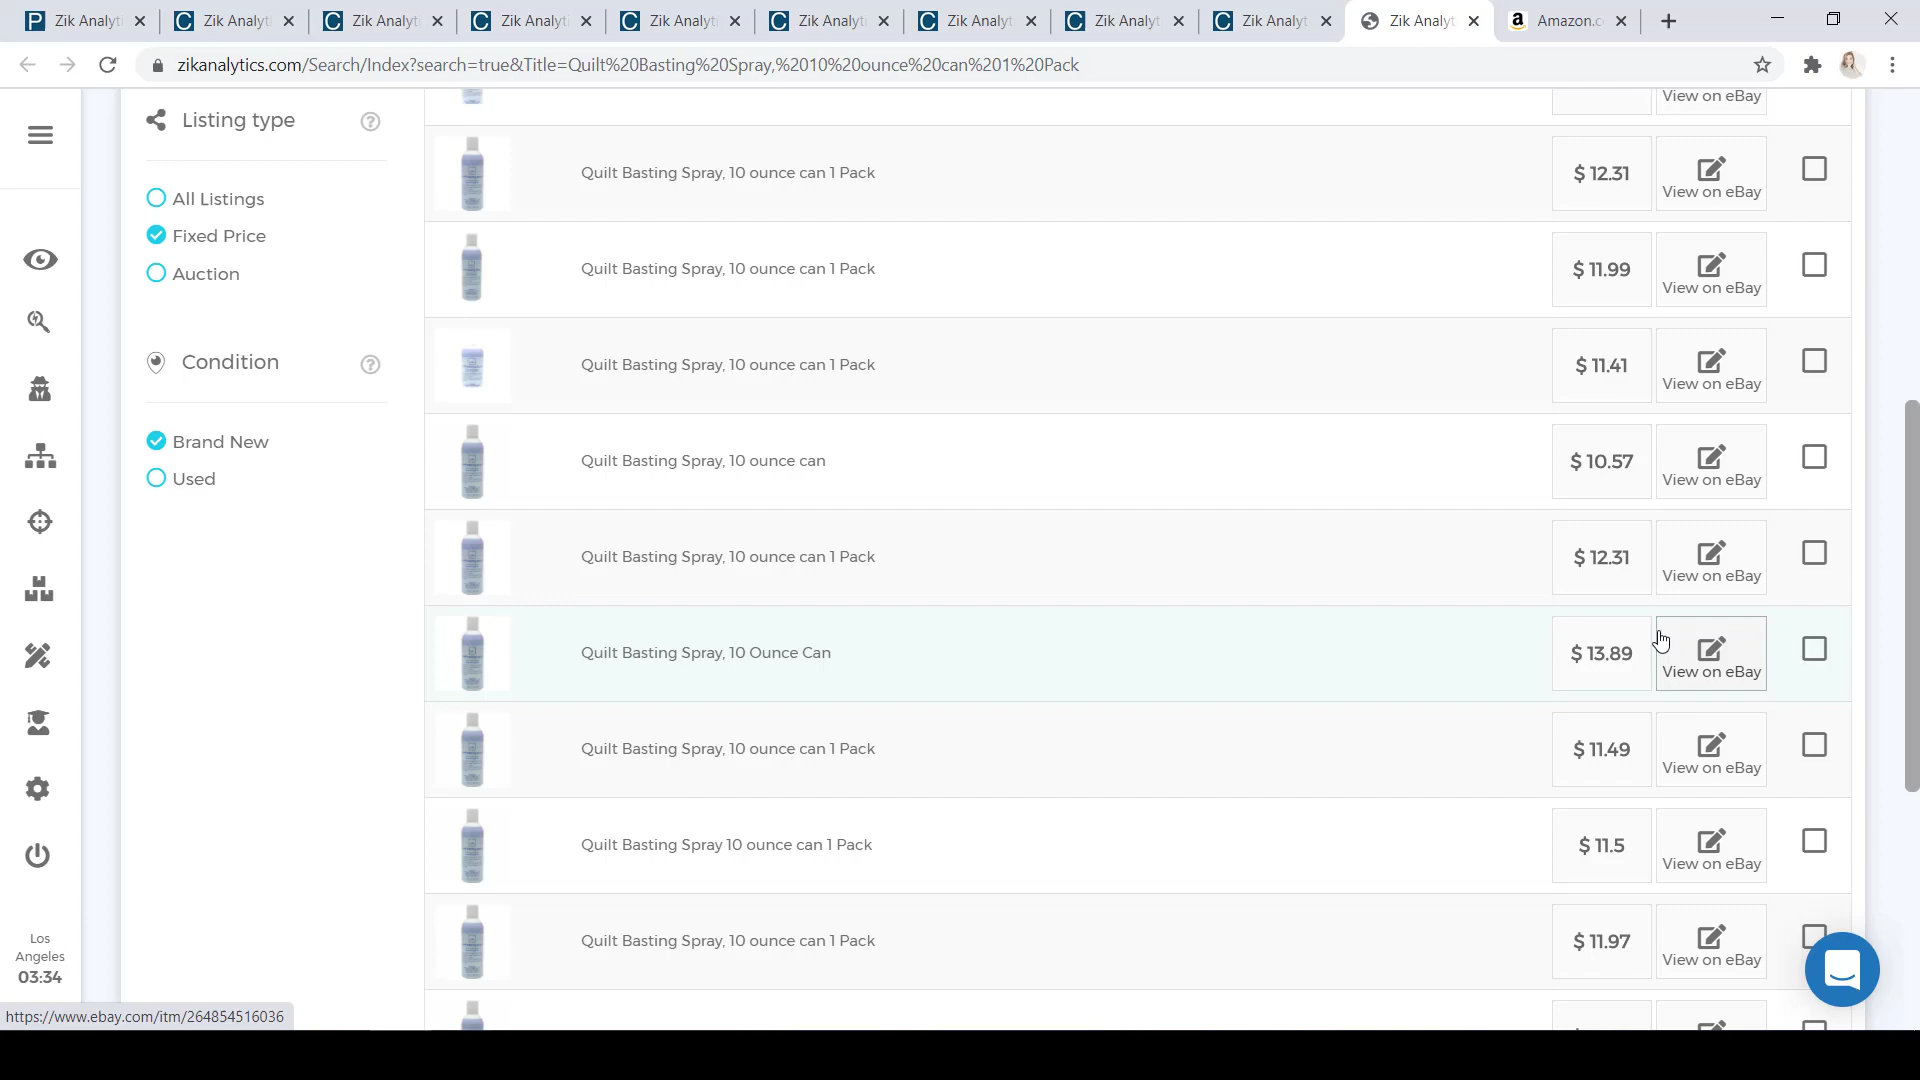 Zik Analyti
Zik Analyti
Zik Analyti
Zik Analyti
Zik Analyti
Zik Analyti
Zik Analyti
Zik Analyt
Zik Analyt
Zik Analyt
Amazon.c
zikanalytics.com/Search/Index?search=true&Title=Quilt%20Basting%20Spray,%2010%20ounce%20can%201%20Pack
Listing type
All Listings
Fixed Price
Auction
Condition
Brand New
Used
View on eBay
Quilt Basting Spray, 10 ounce can 1 Pack $ 12.31 View on eBay
Quilt Basting Spray, 10 ounce can 1 Pack $ 11.99 View on eBay
Quilt Basting Spray, 10 ounce can 1 Pack $ 11.41 View on eBay
Quilt Basting Spray, 10 ounce can $ 10.57 View on eBay
Quilt Basting Spray, 10 ounce can 1 Pack $ 12.31 View on eBay
Quilt Basting Spray, 10 Ounce Can $ 13.89 View on eBay
Quilt Basting Spray, 10 ounce can 1 Pack $ 11.49 View on eBay
Quilt Basting Spray 10 ounce can 1 Pack $ 11.5 View on eBay
Quilt Basting Spray, 10 ounce can 1 Pack $ 11.97 View on eBay
Los
Angeles
03:34
https://www.ebay.com/itm/264854516036